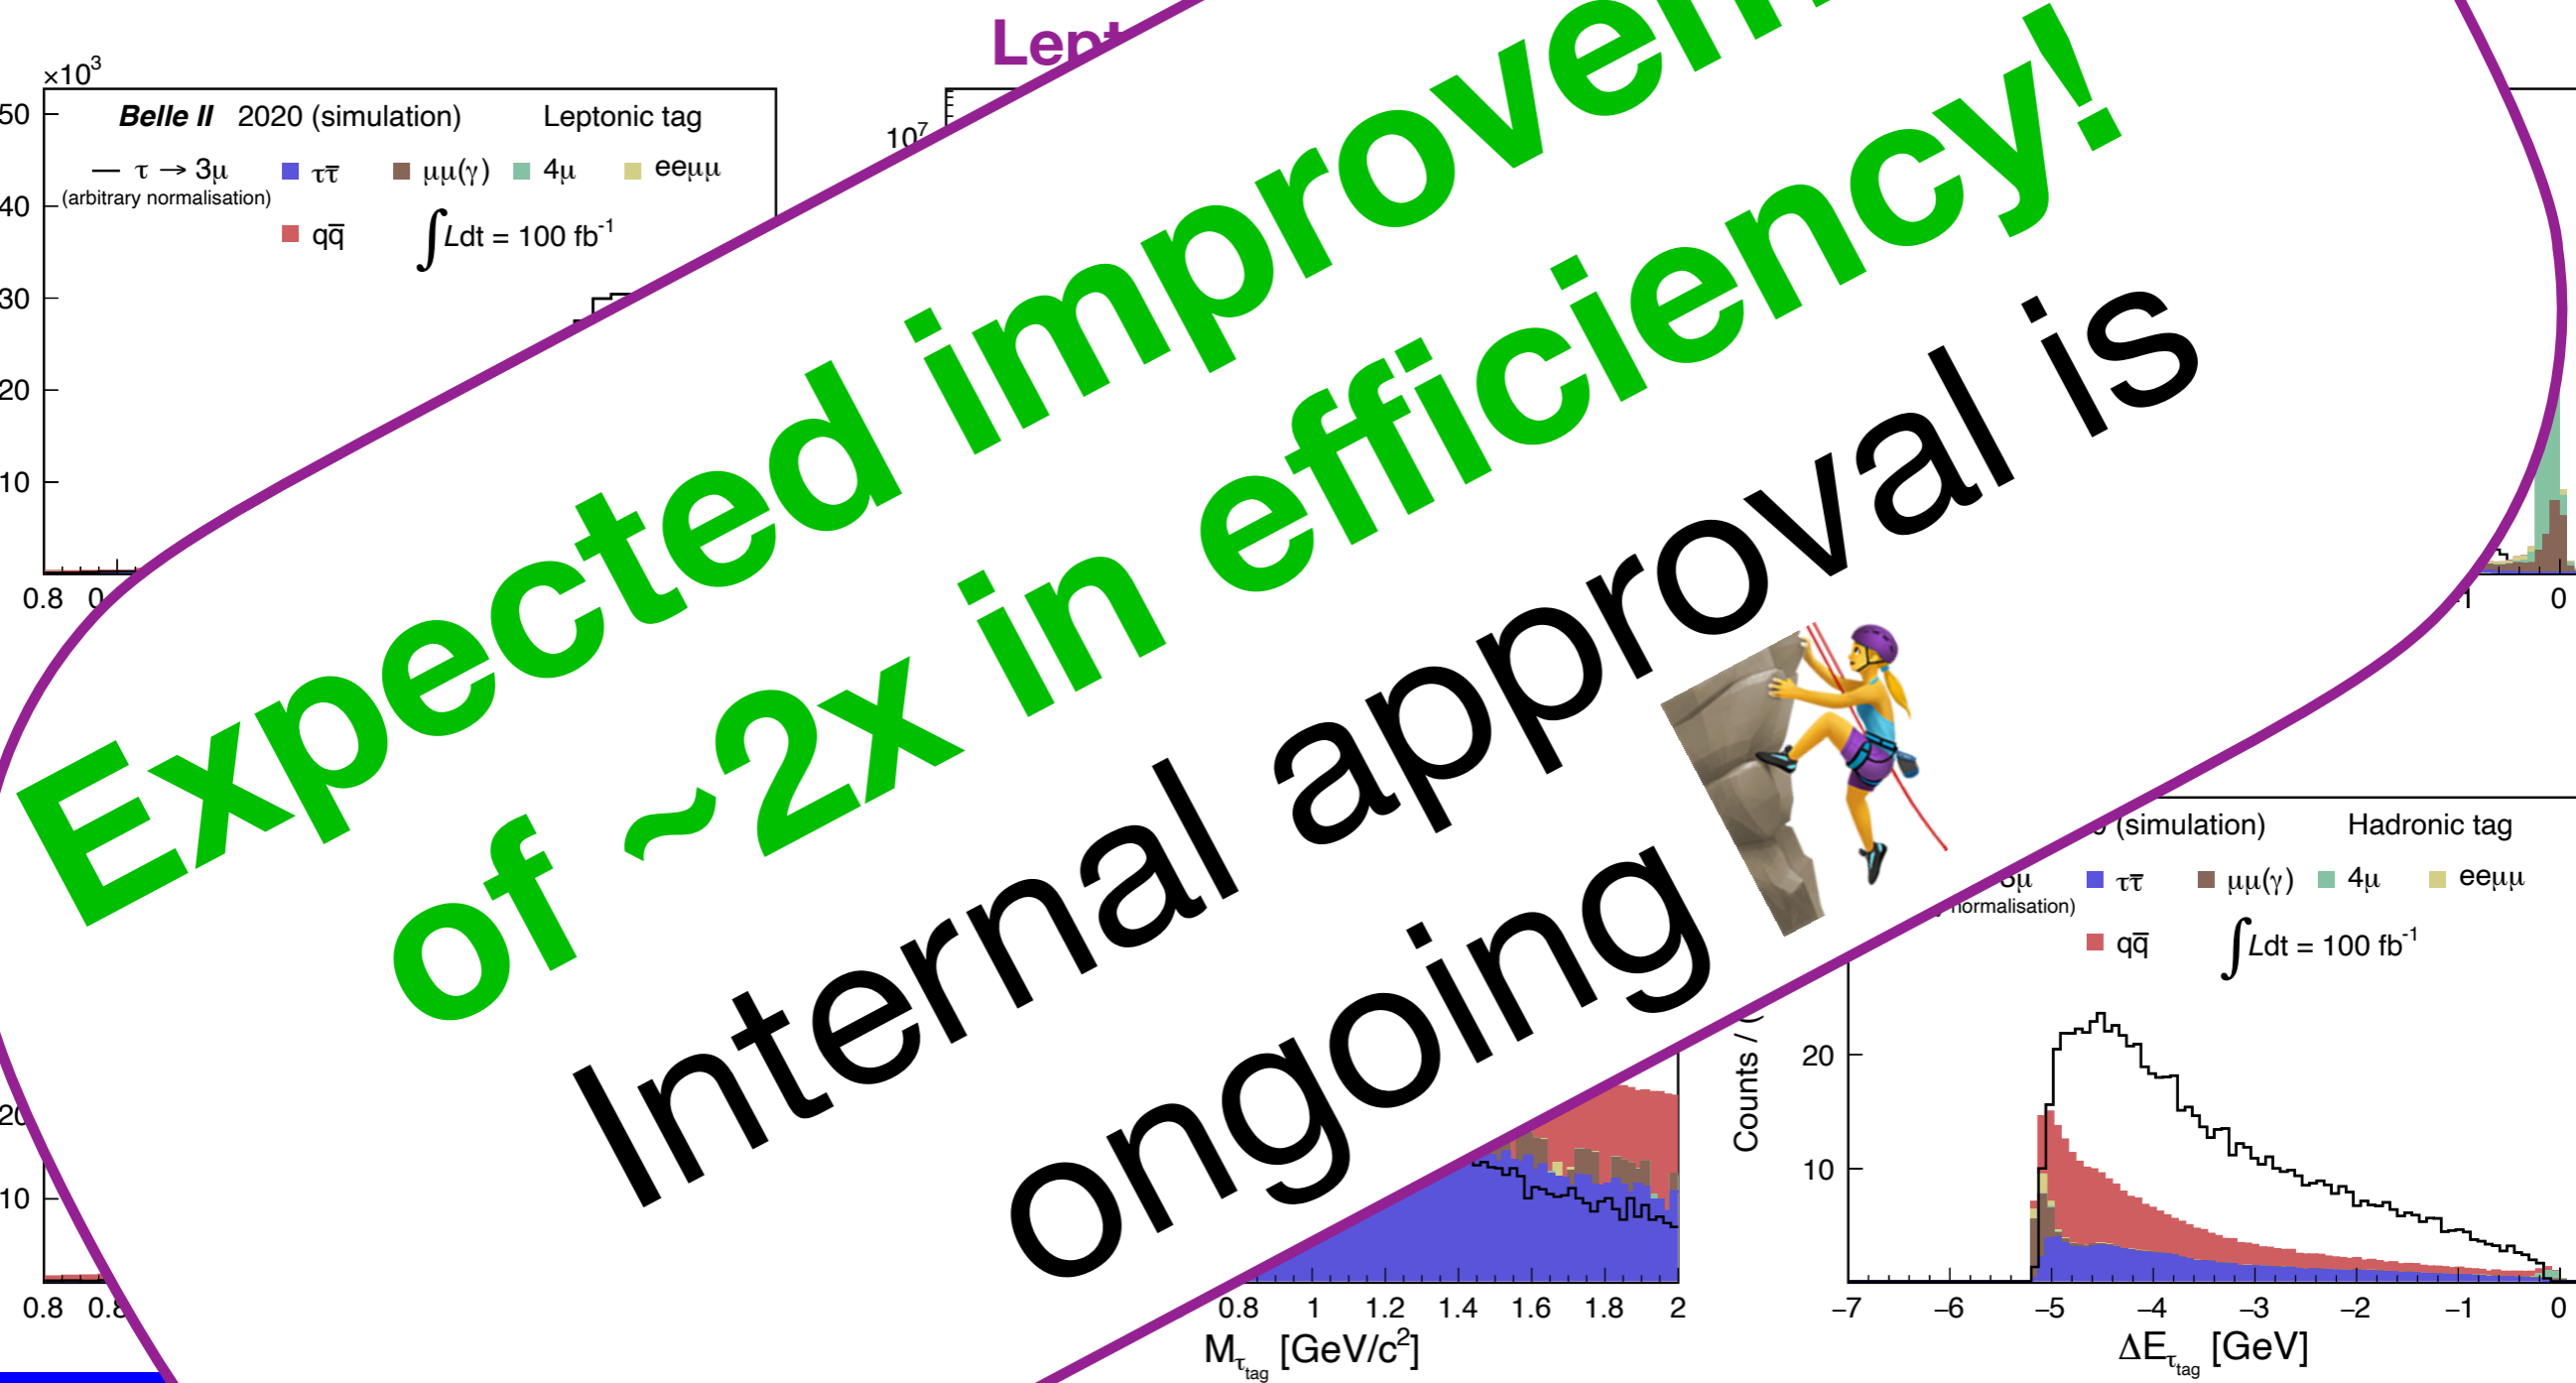 ×10³
50
40
30
20
10
0.8
Belle II 2020 (simulation) Leptonic tag
τ → 3μ ττ̅ μμ(γ) 4μ eeμμ
(arbitrary normalisation)
qq̅ ∫Ldt = 100 fb⁻¹
10⁷
Expected
of ~2x in efficiency!
Internal approval is
ongoing
0
(simulation) Hadronic tag
ττ̅ μμ(γ) 4μ eeμμ
normalisation)
qq̅ ∫Ldt = 100 fb⁻¹
10
0.8
0.8 1 1.2 1.4 1.6 1.8 2
M_τtag [GeV/c²]
Counts /
20
10
−7 −6 −5 −4 −3 −2 −1 0
ΔE_τtag [GeV]